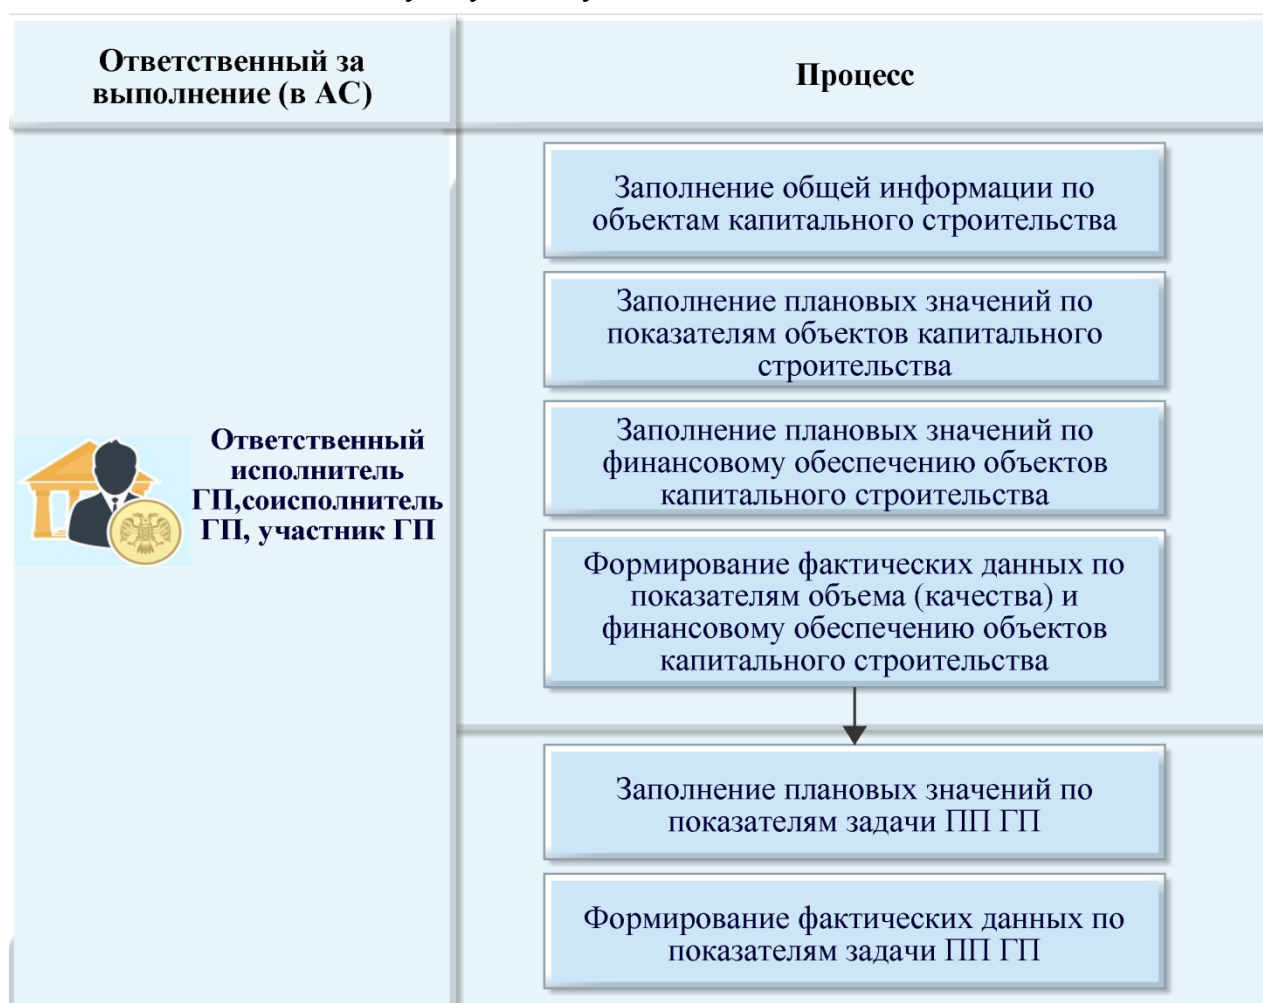 Ответственный за
выполнение (в АС)
Процесс
Заполнение общей информации по
объектам капитального строительства
Заполнение плановых значений по
показателям объектов капитального
строительства
Заполнение плановых значений по
финансовому обеспечению объектов
капитального строительства
Ответственный
исполнитель
ГП,соисполнитель
ГП, участник ГП
Формирование фактических данных по
показателям объема (качества) и
финансовому обеспечению объектов
капитального строительства
Заполнение плановых значений по
показателям задачи ПП ГП
Формирование фактических данных по
показателям задачи ПП ГП